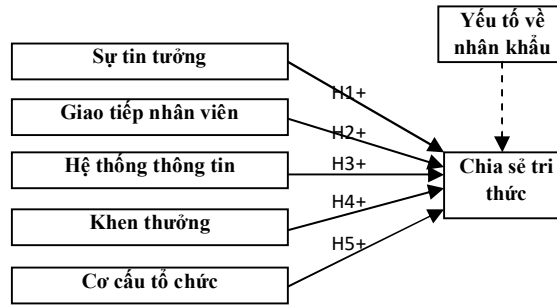 Yếu tố về
nhân khẩu
Sự tin tưởng
H1+
Giao tiếp nhân viên
H2+
Hệ thống thông tin
H3+
Chia sẻ tri
thức
Khen thưởng
H4+
Cơ cấu tổ chức
H5+